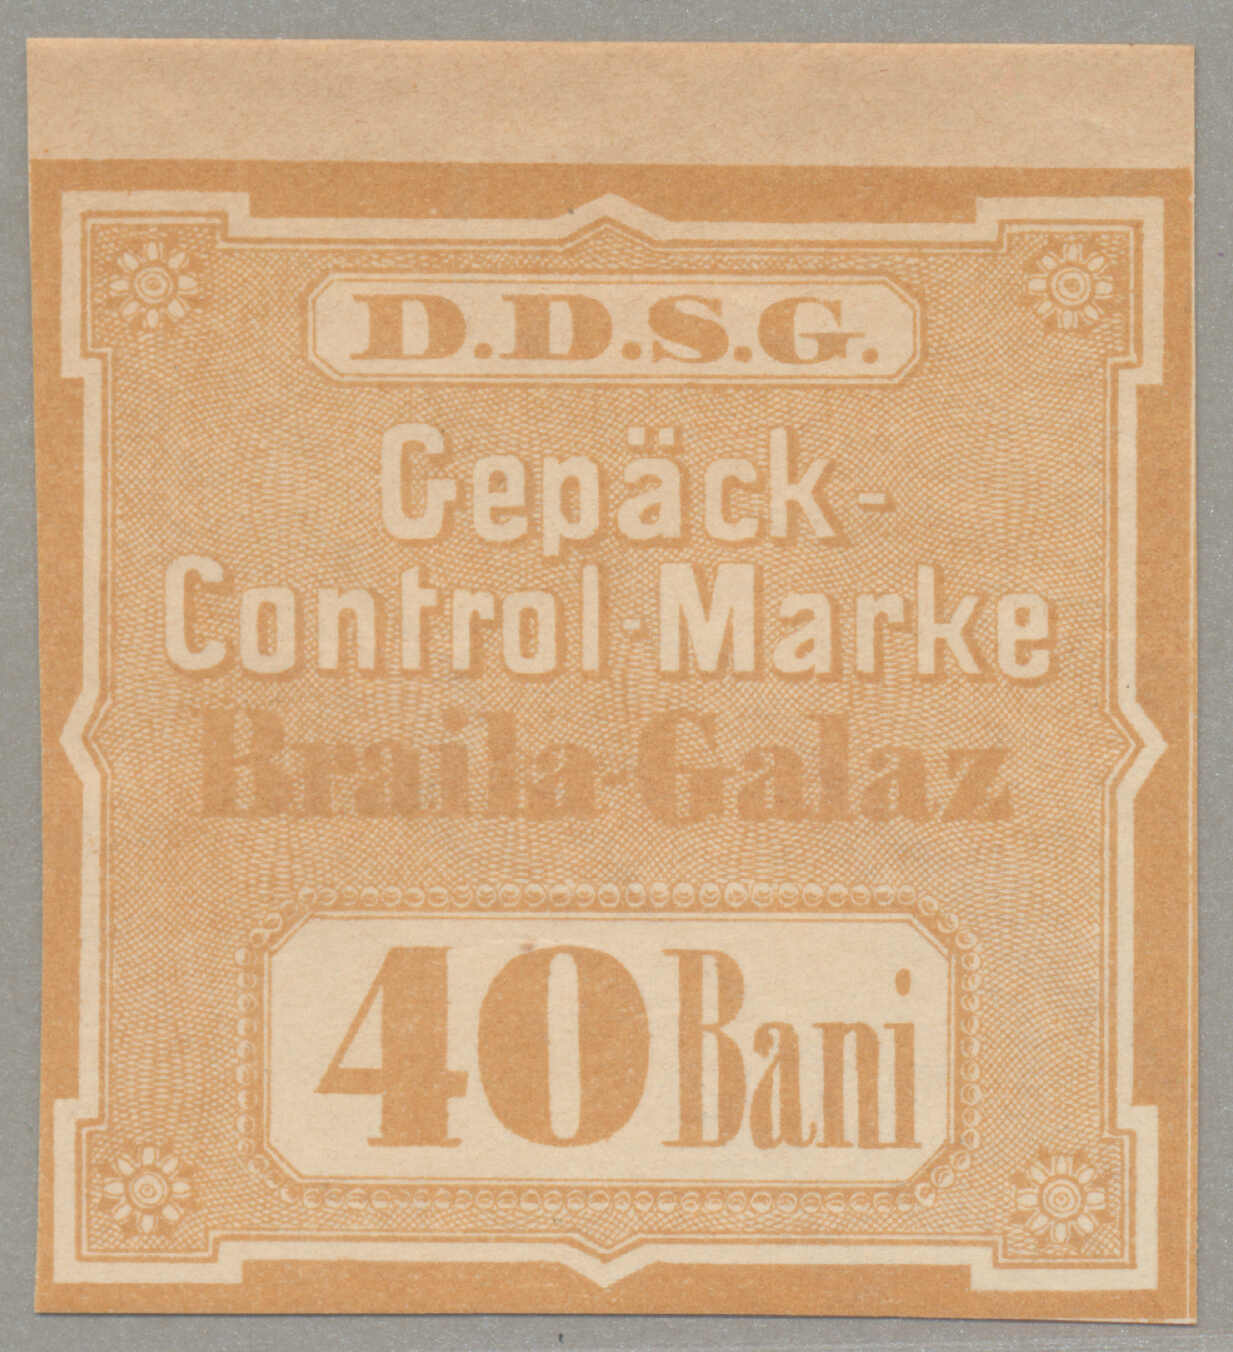 D.D.S.G.
Gepäck-
Control-Marke
Braila-Galaz
40 Bani